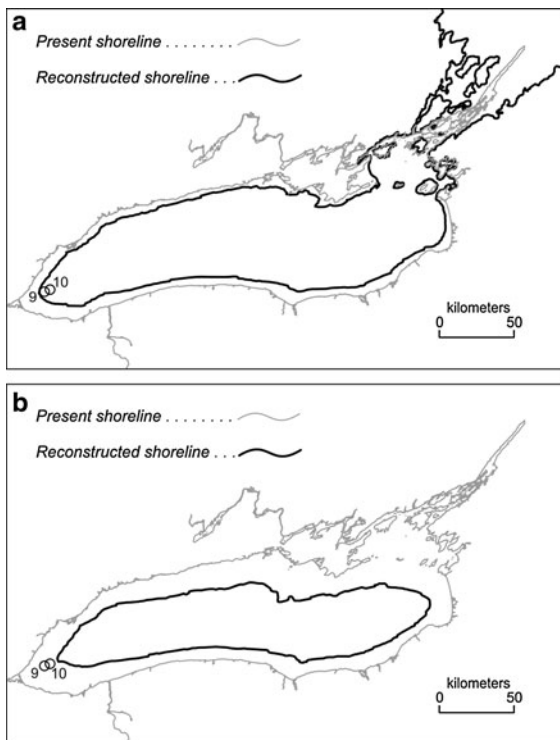 a
Present shoreline . . . . . . . .
Reconstructed shoreline . . .
10
9
kilometers
0 50
b
Present shoreline . . . . . . . .
Reconstructed shoreline . . .
9 10
kilometers
0 50